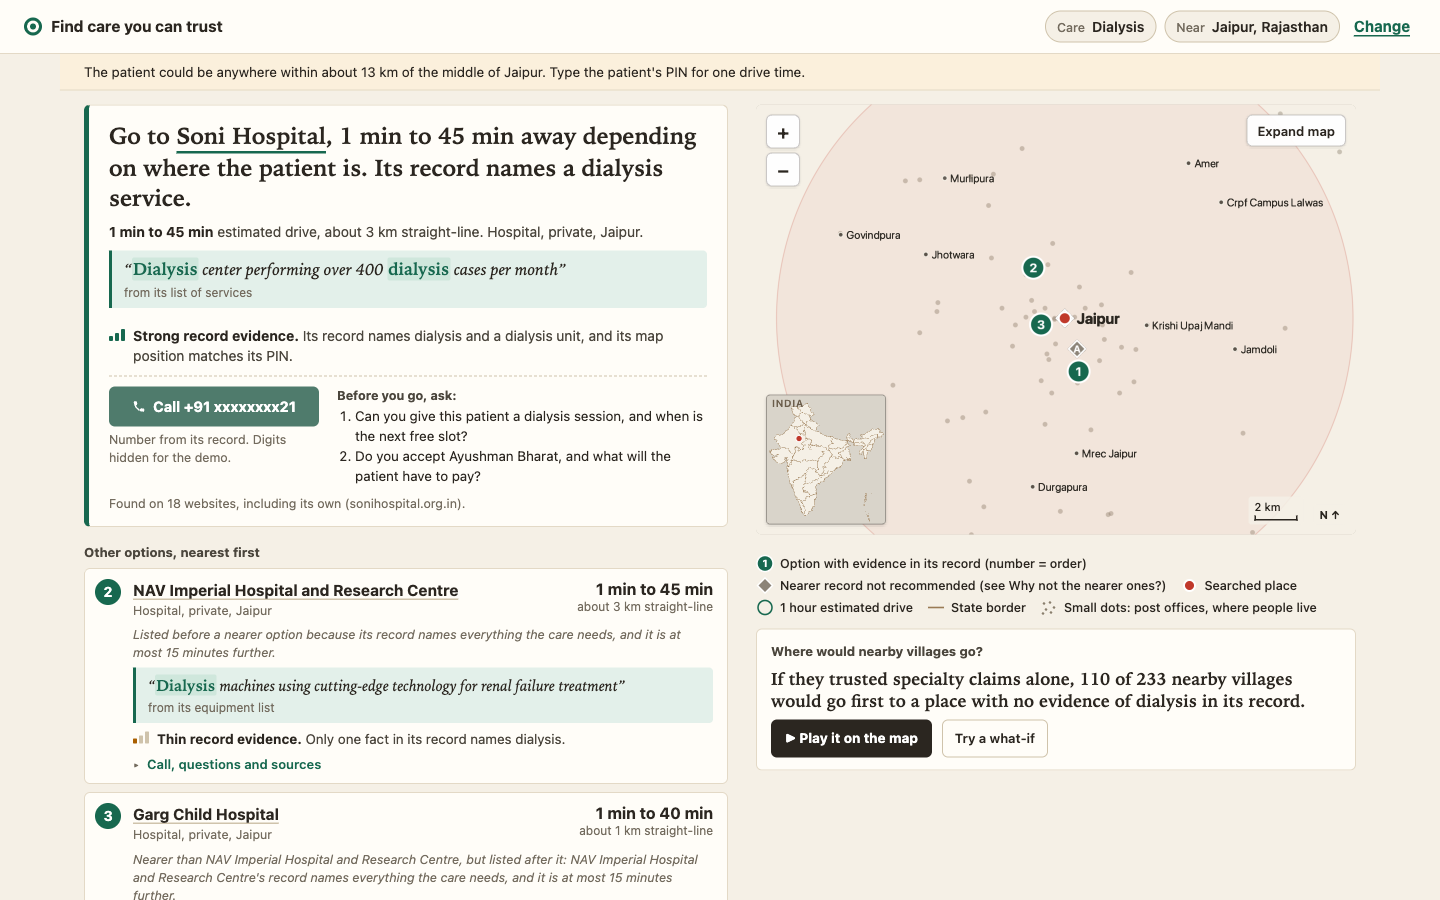 Find care you can trust
Care Dialysis
Near Jaipur, Rajasthan
Change
The patient could be anywhere within about 13 km of the middle of Jaipur. Type the patient's PIN for one drive time.
Go to Soni Hospital, 1 min to 45 min away depending
on where the patient is. Its record names a dialysis
service.
1 min to 45 min estimated drive, about 3 km straight-line. Hospital, private, Jaipur.
“Dialysis center performing over 400 dialysis cases per month”
from its list of services
Strong record evidence. Its record names dialysis and a dialysis unit, and its map
position matches its PIN.
Call +91 xxxxxxxx21
Number from its record. Digits
hidden for the demo.
Before you go, ask:
1. Can you give this patient a dialysis session, and when is
the next free slot?
2. Do you accept Ayushman Bharat, and what will the
patient have to pay?
Found on 18 websites, including its own (sonihospital.org.in).
Other options, nearest first
2
NAV Imperial Hospital and Research Centre
1 min to 45 min
Hospital, private, Jaipur
about 3 km straight-line
Listed before a nearer option because its record names everything the care needs, and it is at
most 15 minutes further.
“Dialysis machines using cutting-edge technology for renal failure treatment”
from its equipment list
Thin record evidence. Only one fact in its record names dialysis.
▸ Call, questions and sources
3
Garg Child Hospital
1 min to 40 min
Hospital, private, Jaipur
about 1 km straight-line
Nearer than NAV Imperial Hospital and Research Centre, but listed after it: NAV Imperial Hospital
and Research Centre's record names everything the care needs, and it is at most 15 minutes
further.
+
−
Expand map
Amer
Murlipura
Crpf Campus Lalwas
Govindpura
Jhotwara
2
3
Jaipur
Krishi Upaj Mandi
A
Jamdoli
1
INDIA
Mrec Jaipur
Durgapura
2 km
N ↑
1 Option with evidence in its record (number = order)
Nearer record not recommended (see Why not the nearer ones?)
Searched place
1 hour estimated drive
State border
Small dots: post offices, where people live
Where would nearby villages go?
If they trusted specialty claims alone, 110 of 233 nearby villages
would go first to a place with no evidence of dialysis in its record.
▶ Play it on the map
Try a what-if